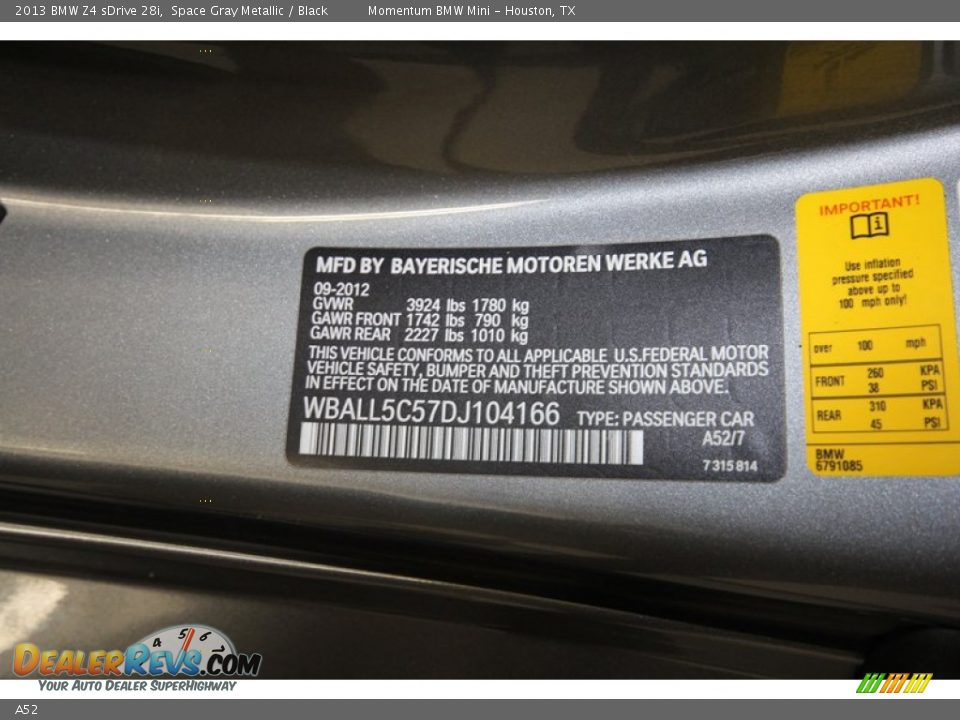 2013 BMW Z4 sDrive 28i, Space Gray Metallic / Black Momentum BMW Mini - Houston, TX
MFD BY BAYERISCHE MOTOREN WERKE AG
09-2012
GVWR 3924 lbs 1780 kg
GAWR FRONT 1742 lbs 790 kg
GAWR REAR 2227 lbs 1010 kg
THIS VEHICLE CONFORMS TO ALL APPLICABLE U.S.FEDERAL MOTOR
VEHICLE SAFETY, BUMPER AND THEFT PREVENTION STANDARDS
IN EFFECT ON THE DATE OF MANUFACTURE SHOWN ABOVE.
WBALL5C57DJ104166 TYPE: PASSENGER CAR
A52/7
7 315 814
IMPORTANT!
i
Use inflation
pressure specified
above up to
100 mph only!
over 100 mph
FRONT 260 KPA
38 PSI
REAR 310 KPA
45 PSI
BMW
6791085
4 5 6
DEALERREVS.COM
YOUR AUTO DEALER SUPERHIGHWAY
A52